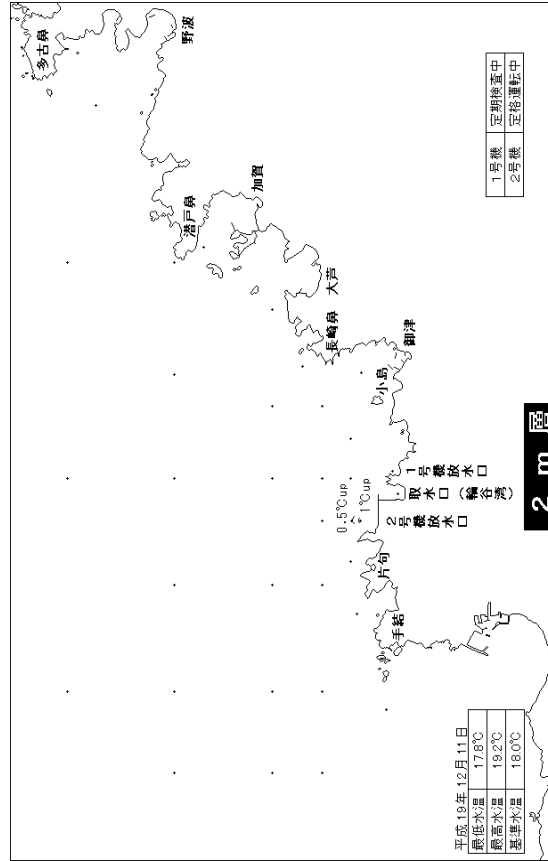 多古鼻
野波
潜戸鼻
加賀
大芦
長崎鼻
御津
小島
1号機放水口
取水口（輪谷湾）
2号機放水口
0.5℃up
1℃up
片句
手結
1号機 定期検査中
2号機 定格運転中
2m層
平成19年12月11日
最低水温 17.8℃
最高水温 19.2℃
基準水温 18.0℃